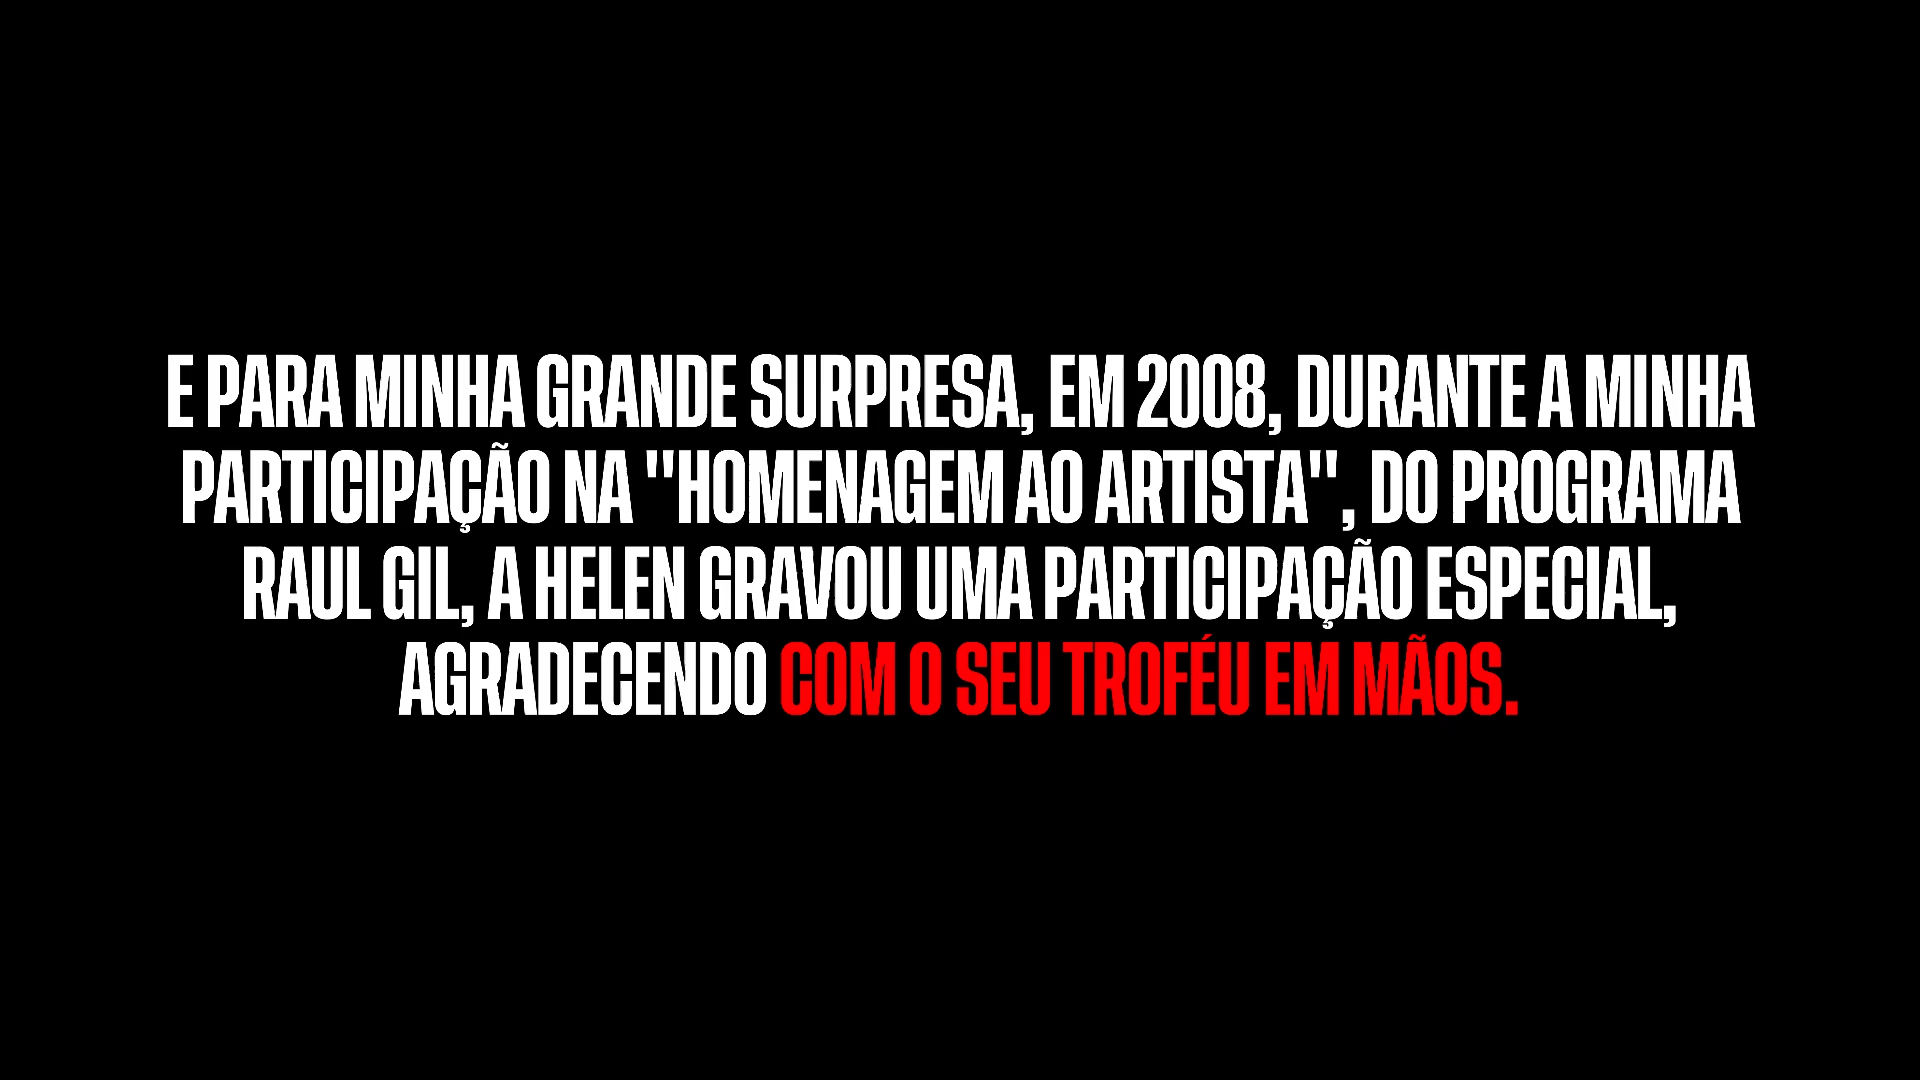 E PARA MINHA GRANDE SURPRESA, EM 2008, DURANTE A MINHA
PARTICIPAÇÃO NA "HOMENAGEM AO ARTISTA", DO PROGRAMA
RAUL GIL, A HELEN GRAVOU UMA PARTICIPAÇÃO ESPECIAL,
AGRADECENDO COM O SEU TROFÉU EM MÃOS.